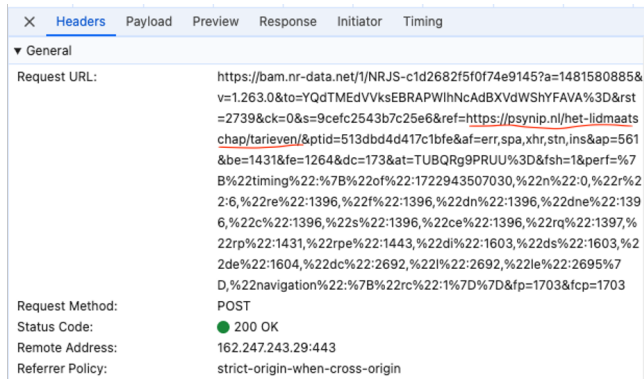 Headers Payload Preview Response Initiator Timing
General
Request URL: https://bam.nr-data.net/1/NRJS-c1d2682f5f0f74e9145?a=1481580885&
v=1.263.0&to=YQdTMEdVVksEBRAPWlhNcAdBXVdWShYFAVA%3D&rst
=2739&ck=0&s=9cefc2543b7c25e6&ref=https://psynip.nl/het-lidmaats
chap/tarieven/&ptid=513dbd4d417c1bfe&af=err,spa,xhr,stn,ins&ap=561
&be=1431&fe=1264&dc=173&at=TUBQRg9PRUU%3D&fsh=1&perf=%7
B%22timing%22:%7B%22of%22:1722943507030,%22n%22:0,%22r%2
2:6,%22re%22:1396,%22f%22:1396,%22dn%22:1396,%22dne%22:139
6,%22c%22:1396,%22s%22:1396,%22ce%22:1396,%22rq%22:1397,%
22rp%22:1431,%22rpe%22:1443,%22di%22:1603,%22ds%22:1603,%2
2de%22:1604,%22dc%22:2692,%22l%22:2692,%22le%22:2695%7
D,%22navigation%22:%7B%22rc%22:1%7D%7D&fp=1703&fcp=1703
Request Method: POST
Status Code: 200 OK
Remote Address: 162.247.243.29:443
Referrer Policy: strict-origin-when-cross-origin